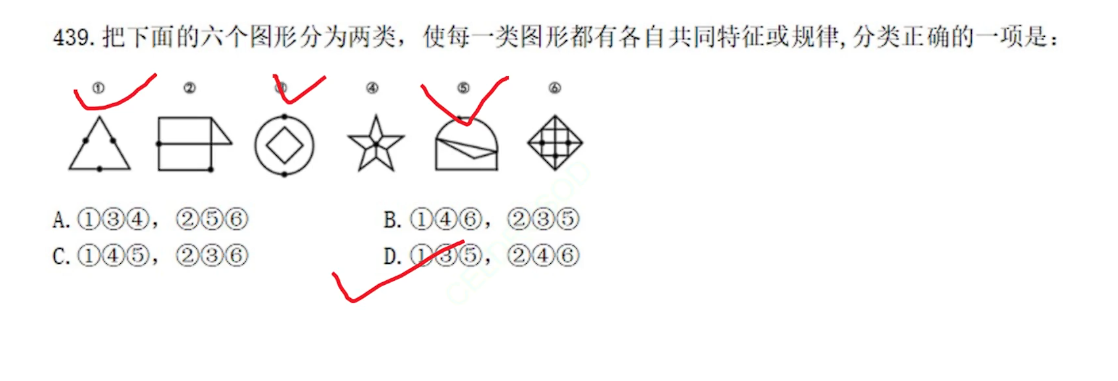 439.把下面的六个图形分为两类，使每一类图形都有各自共同特征或规律,分类正确的一项是：
① ② ③ ④ ⑤ ⑥
A.①③④，②⑤⑥ B.①④⑥，②③⑤
C.①④⑤，②③⑥ D.①③⑤，②④⑥